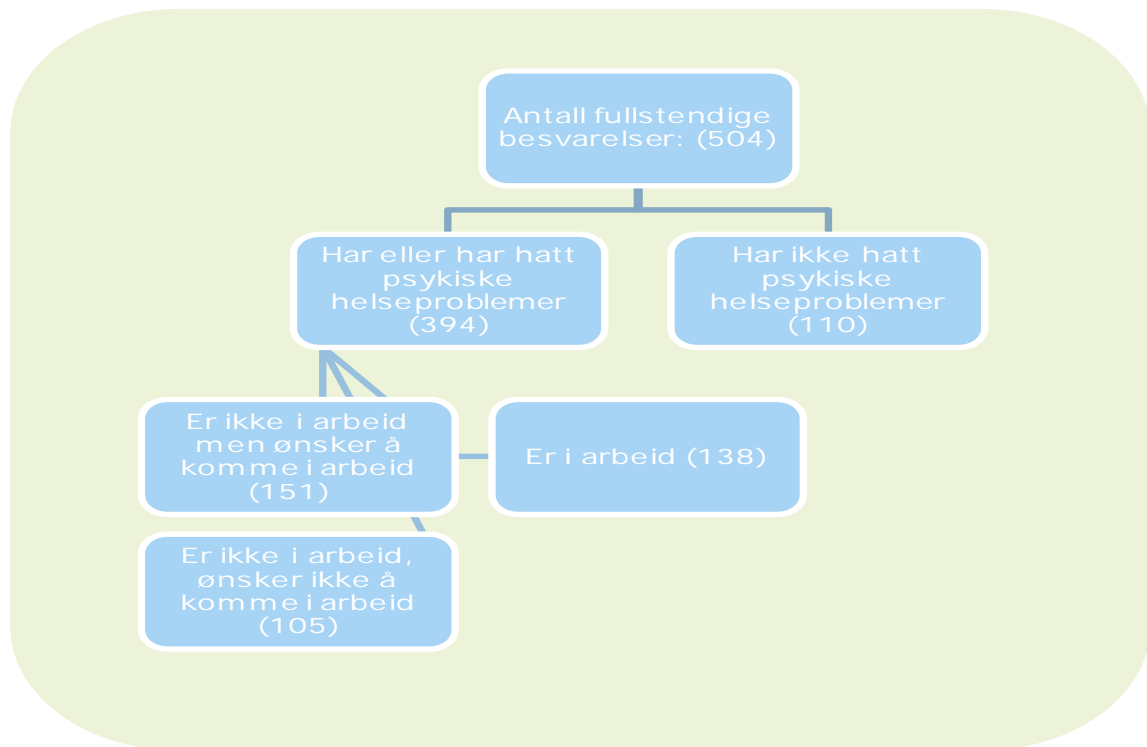 Antall fullstendige
besvarelser: (504)
Har eller har hatt
psykiske
helseproblemer
(394)
Har ikke hatt
psykiske
helseproblemer
(110)
Er ikke i arbeid
men ønsker å
komme i arbeid
(151)
Er i arbeid (138)
Er ikke i arbeid,
ønsker ikke å
komme i arbeid
(105)